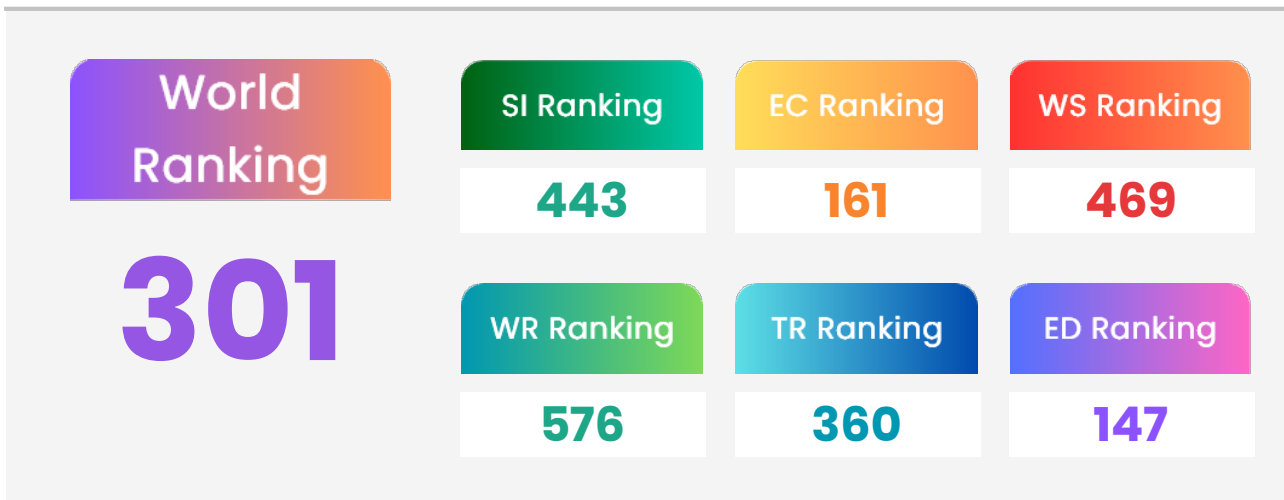 World
Ranking
301
SI Ranking
443
EC Ranking
161
WS Ranking
469
WR Ranking
576
TR Ranking
360
ED Ranking
147